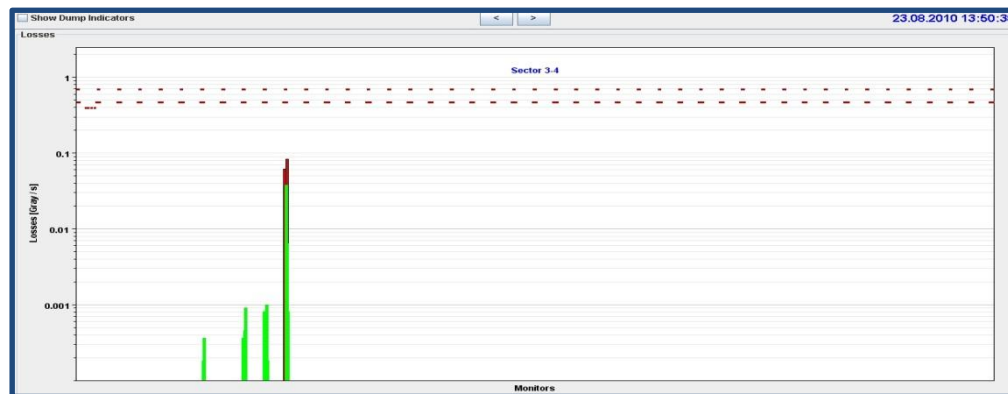 Show Dump Indicators < > 23.08.2010 13:50:3
Losses
Sector 3-4
1
0.1
0.01
0.001
Losses [Gray / s]
Monitors